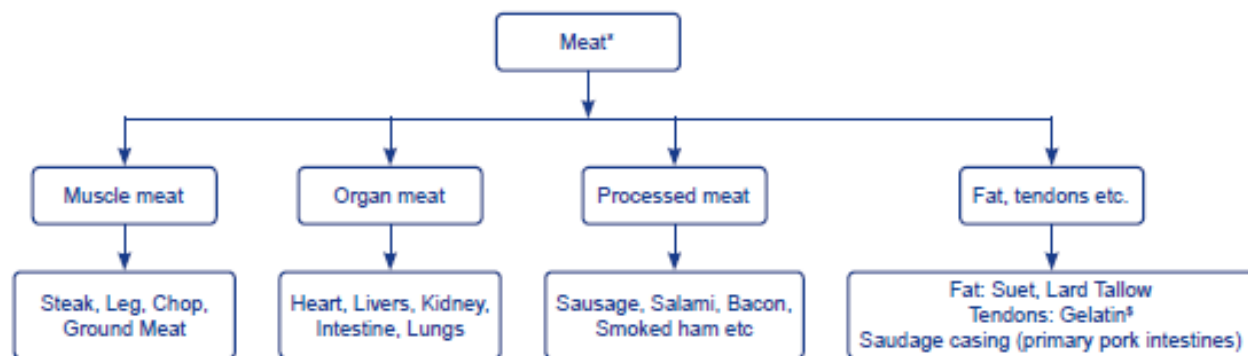 Meat*
Muscle meat
Organ meat
Processed meat
Fat, tendons etc.
Steak, Leg, Chop,
Ground Meat
Heart, Livers, Kidney,
Intestine, Lungs
Sausage, Salami, Bacon,
Smoked ham etc
Fat: Suet, Lard Tallow
Tendons: Gelatin$
Saudage casing (primary pork intestines)